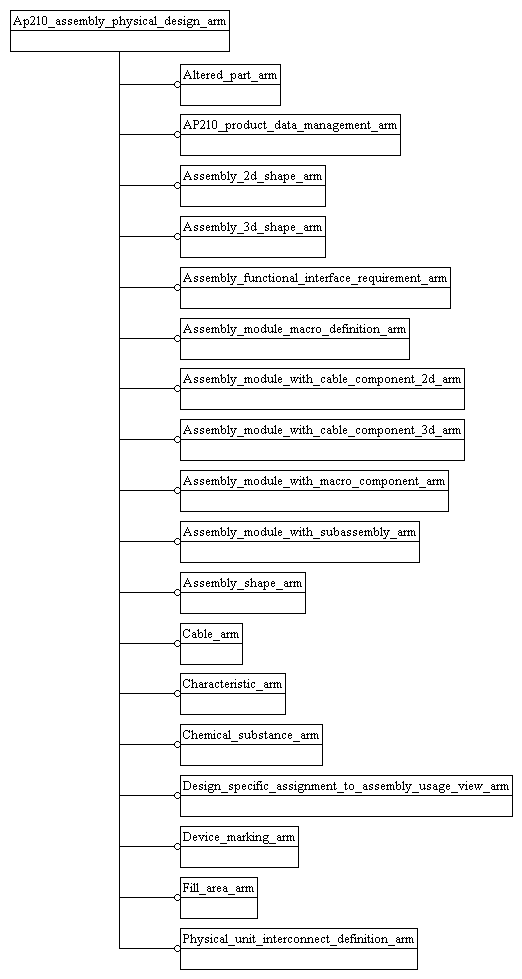 Ap210_assembly_physical_design_arm
Altered_part_arm
AP210_product_data_management_arm
Assembly_2d_shape_arm
Assembly_3d_shape_arm
Assembly_functional_interface_requirement_arm
Assembly_module_macro_definition_arm
Assembly_module_with_cable_component_2d_arm
Assembly_module_with_cable_component_3d_arm
Assembly_module_with_macro_component_arm
Assembly_module_with_subassembly_arm
Assembly_shape_arm
Cable_arm
Characteristic_arm
Chemical_substance_arm
Design_specific_assignment_to_assembly_usage_view_arm
Device_marking_arm
Fill_area_arm
Physical_unit_interconnect_definition_arm